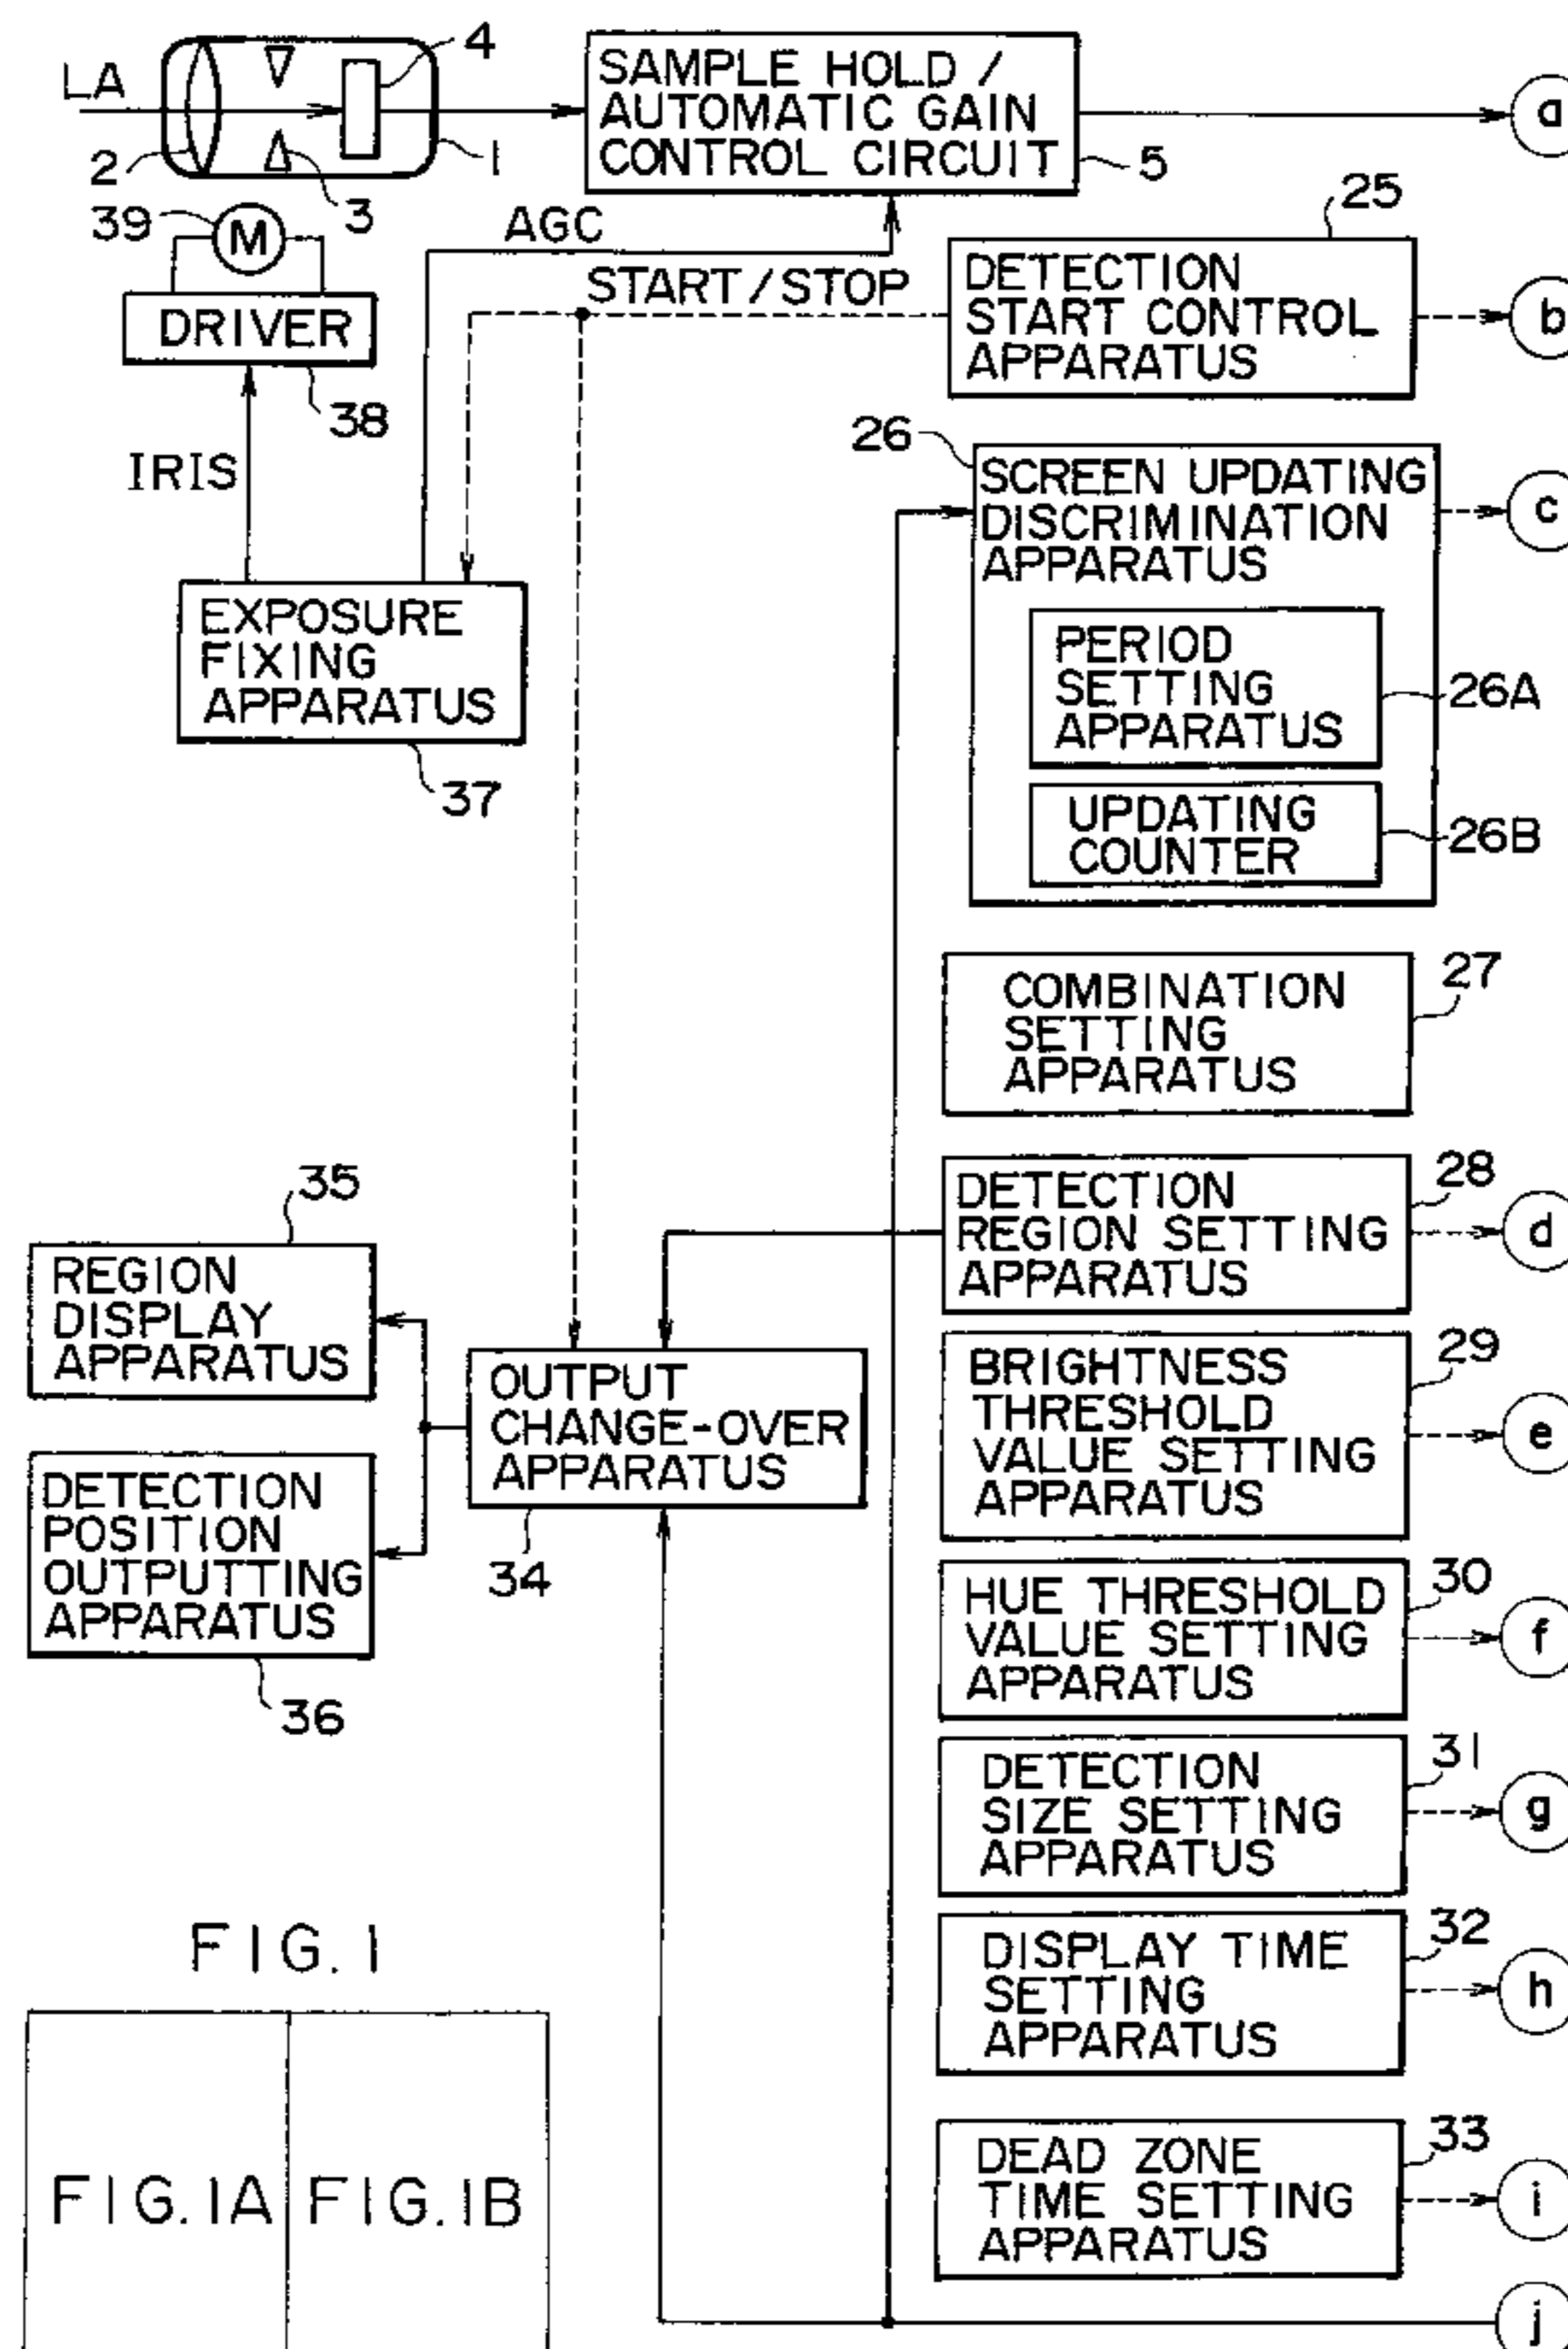 4
LA
SAMPLE HOLD /
AUTOMATIC GAIN
CONTROL CIRCUIT
a
2
1
5
3
39
M
AGC
25
START/STOP
DETECTION
START CONTROL
APPARATUS
b
DRIVER
38
IRIS
26
SCREEN UPDATING
DISCRIMINATION
APPARATUS
c
EXPOSURE
FIXING
APPARATUS
37
PERIOD
SETTING
APPARATUS
26A
UPDATING
COUNTER
26B
COMBINATION
SETTING
APPARATUS
27
DETECTION
REGION SETTING
APPARATUS
28
d
35
REGION
DISPLAY
APPARATUS
OUTPUT
CHANGE-OVER
APPARATUS
34
BRIGHTNESS
THRESHOLD
VALUE SETTING
APPARATUS
29
e
DETECTION
POSITION
OUTPUTTING
APPARATUS
36
HUE THRESHOLD
VALUE SETTING
APPARATUS
30
f
DETECTION
SIZE SETTING
APPARATUS
31
g
DISPLAY TIME
SETTING
APPARATUS
32
h
DEAD ZONE
TIME SETTING
APPARATUS
33
i
j
FIG. 1
FIG. 1A
FIG. 1B